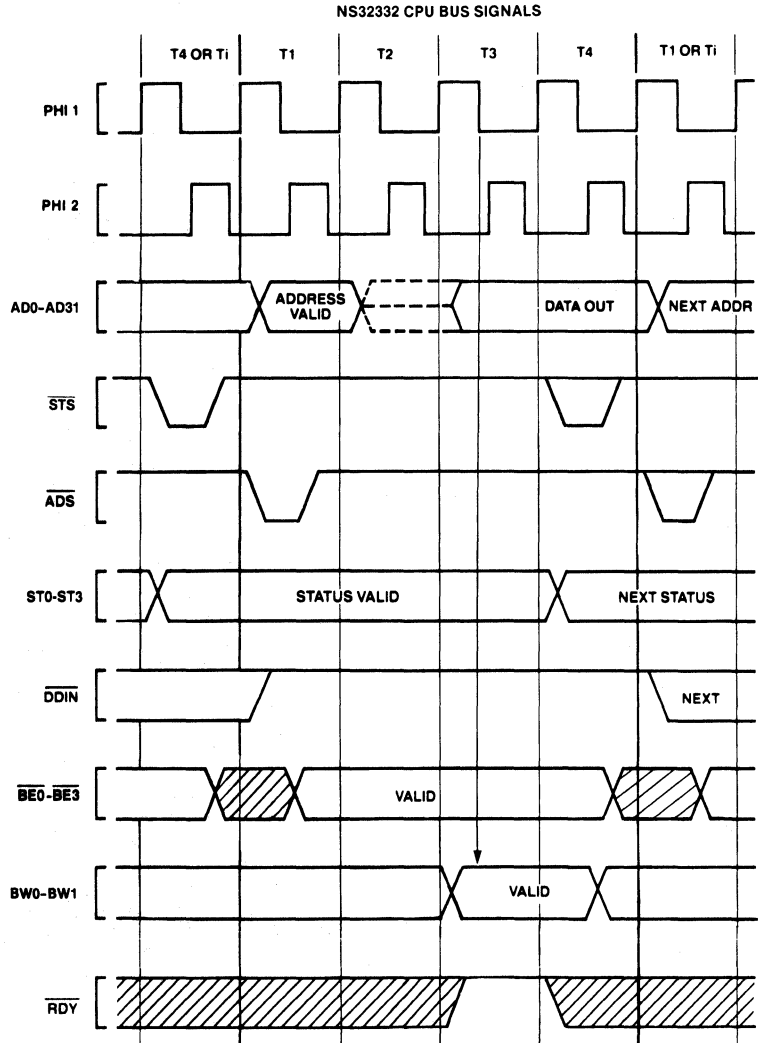 NS32332 CPU BUS SIGNALS
T4 OR Ti T1 T2 T3 T4 T1 OR Ti
PHI 1
PHI 2
AD0-AD31 ADDRESS VALID DATA OUT NEXT ADDR
STS
ADS
ST0-ST3 STATUS VALID NEXT STATUS
DDIN NEXT
BE0-BE3 VALID
BW0-BW1 VALID
RDY